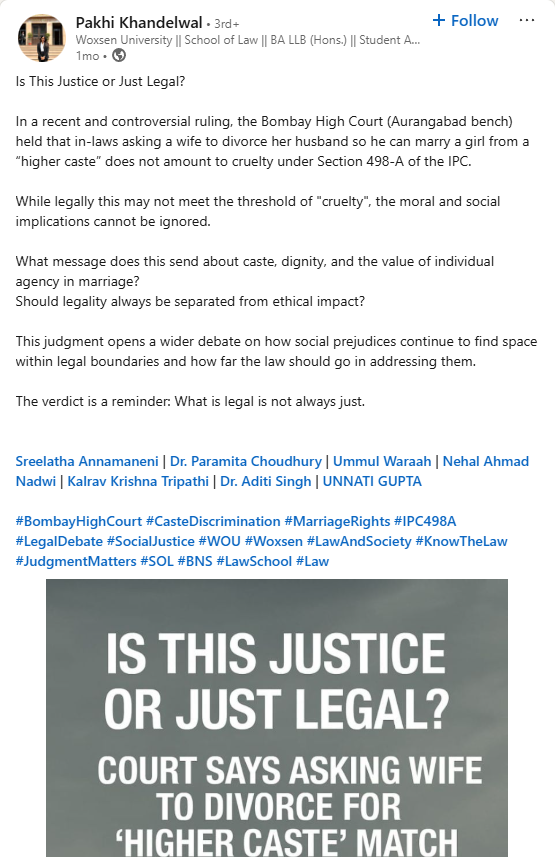 Pakhi Khandelwal • 3rd+
+ Follow
Woxsen University || School of Law || BA LLB (Hons.) || Student A...
1mo •
Is This Justice or Just Legal?
In a recent and controversial ruling, the Bombay High Court (Aurangabad bench)
held that in-laws asking a wife to divorce her husband so he can marry a girl from a
“higher caste” does not amount to cruelty under Section 498-A of the IPC.
While legally this may not meet the threshold of "cruelty", the moral and social
implications cannot be ignored.
What message does this send about caste, dignity, and the value of individual
agency in marriage?
Should legality always be separated from ethical impact?
This judgment opens a wider debate on how social prejudices continue to find space
within legal boundaries and how far the law should go in addressing them.
The verdict is a reminder: What is legal is not always just.
Sreelatha Annamaneni | Dr. Paramita Choudhury | Ummul Waraah | Nehal Ahmad
Nadwi | Kalrav Krishna Tripathi | Dr. Aditi Singh | UNNATI GUPTA
#BombayHighCourt #CasteDiscrimination #MarriageRights #IPC498A
#LegalDebate #SocialJustice #WOU #Woxsen #LawAndSociety #KnowTheLaw
#JudgmentMatters #SOL #BNS #LawSchool #Law
IS THIS JUSTICE
OR JUST LEGAL?
COURT SAYS ASKING WIFE
TO DIVORCE FOR
‘HIGHER CASTE’ MATCH